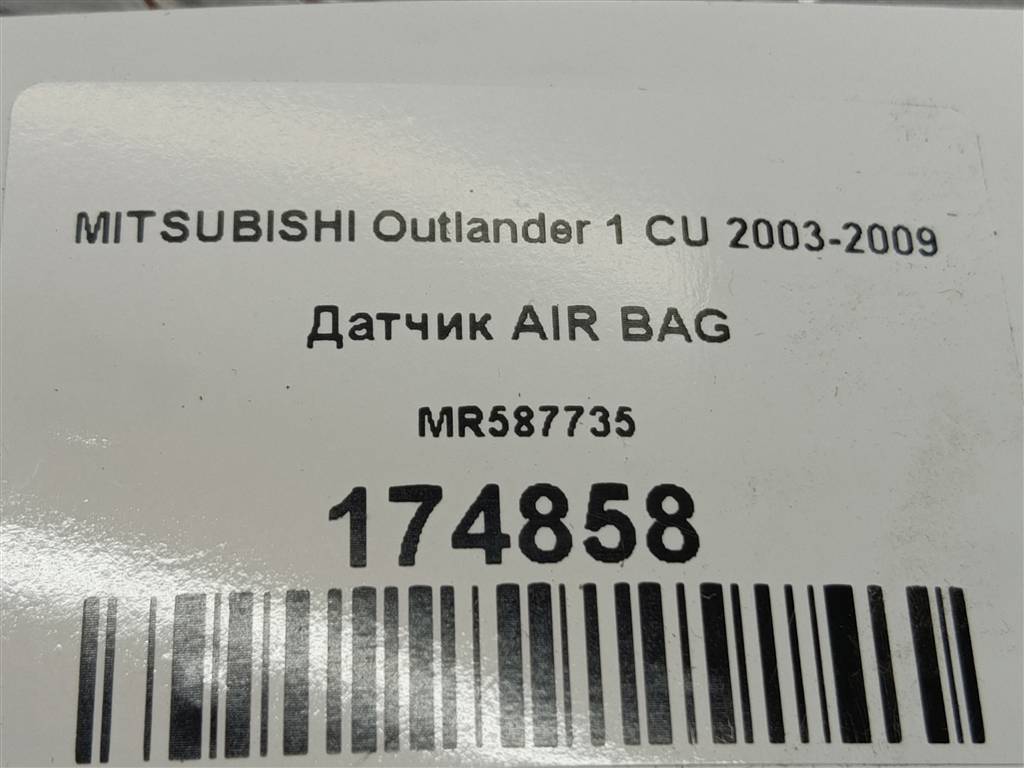 MITSUBISHI Outlander 1 CU 2003-2009
Датчик AIR BAG
MR587735
174858